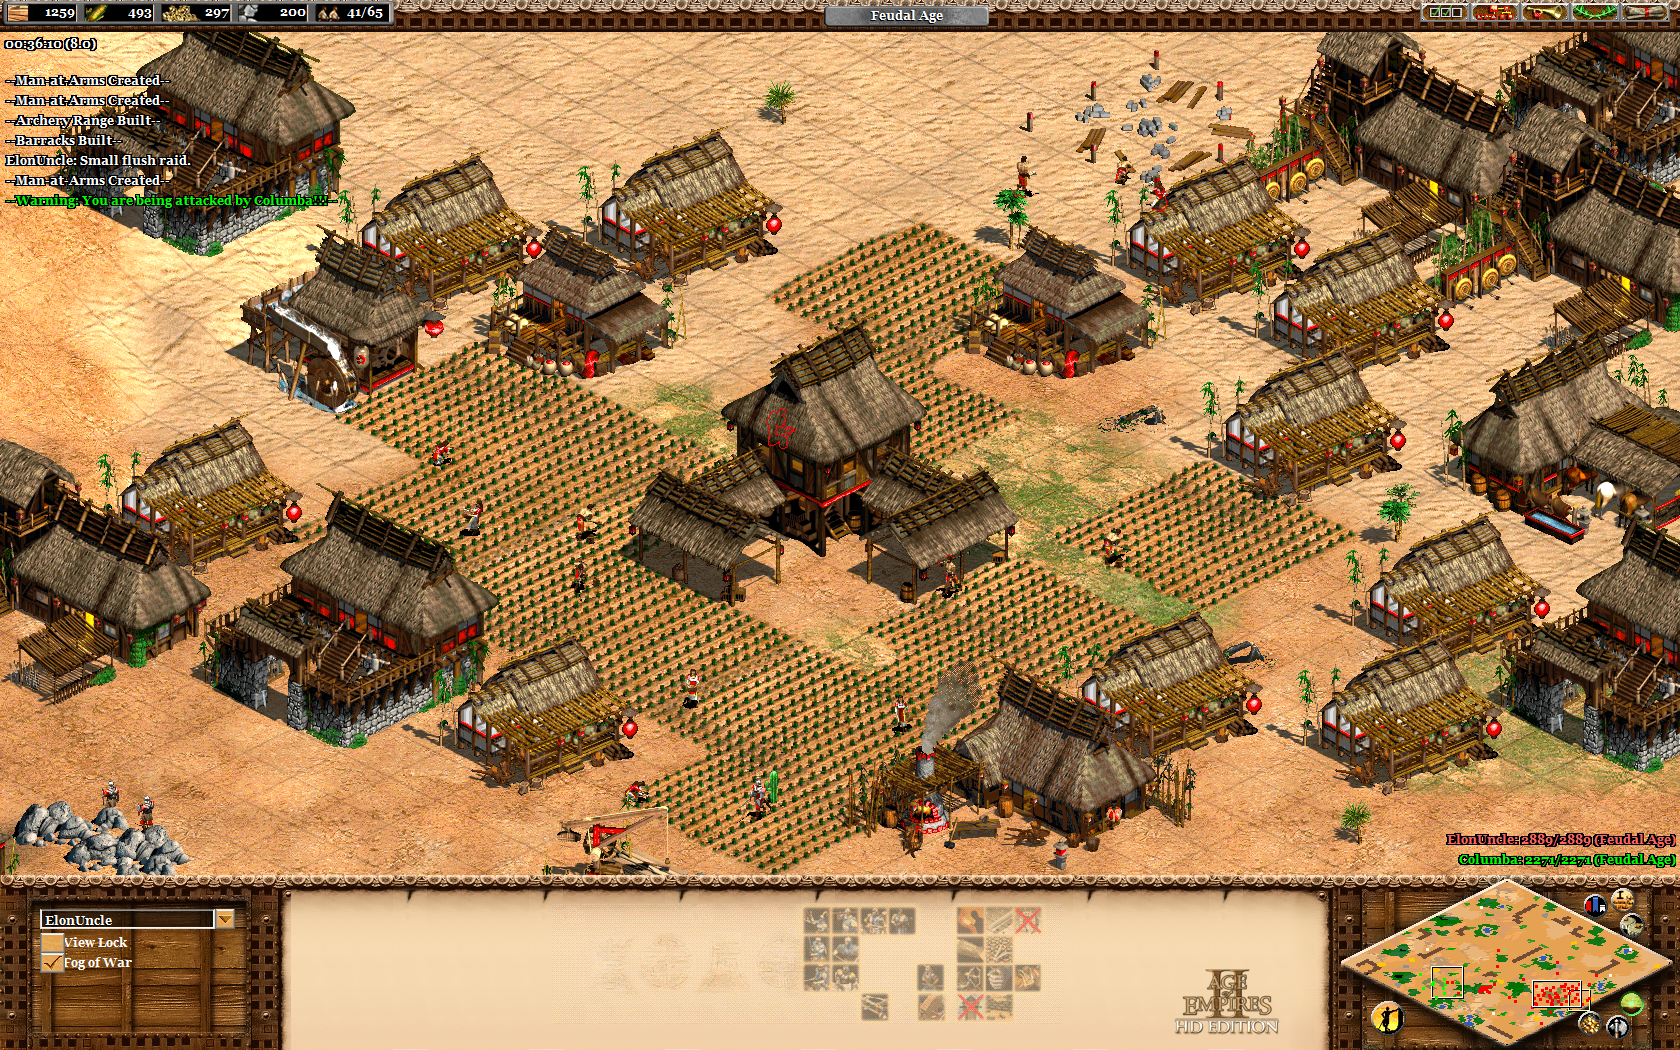 1259 493 297 200 41/65
Feudal Age
00:36:10 (8.0)
--Man-at-Arms Created--
--Man-at-Arms Created--
--Archery Range Built--
--Barracks Built--
ElonUncle: Small flush raid.
--Man-at-Arms Created--
--Warning: You are being attacked by Columba!!!--
ElonUncle: 2889/2889 (Feudal Age)
Columba: 2271/2271 (Feudal Age)
ElonUncle
View Lock
Fog of War
AGE
OF
EMPIRES
II
HD EDITION